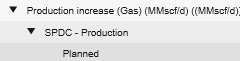 Production increase (Gas) (MMscf/d) ((MMscf/d)
SPDC - Production
Planned